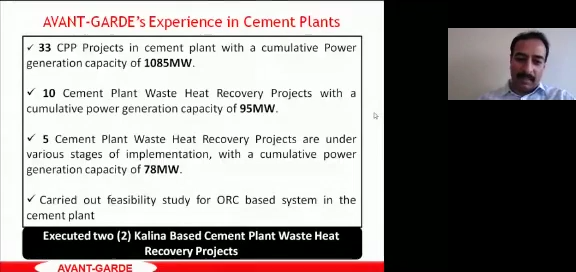 AVANT-GARDE's Experience in Cement Plants
✓ 33 CPP Projects in cement plant with a cumulative Power
generation capacity of 1085MW.
✓ 10 Cement Plant Waste Heat Recovery Projects with a
cumulative power generation capacity of 95MW.
✓ 5 Cement Plant Waste Heat Recovery Projects are under
various stages of implementation, with a cumulative power
generation capacity of 78MW.
✓ Carried out feasibility study for ORC based system in the
cement plant
Executed two (2) Kalina Based Cement Plant Waste Heat
Recovery Projects
AVANT-GARDE